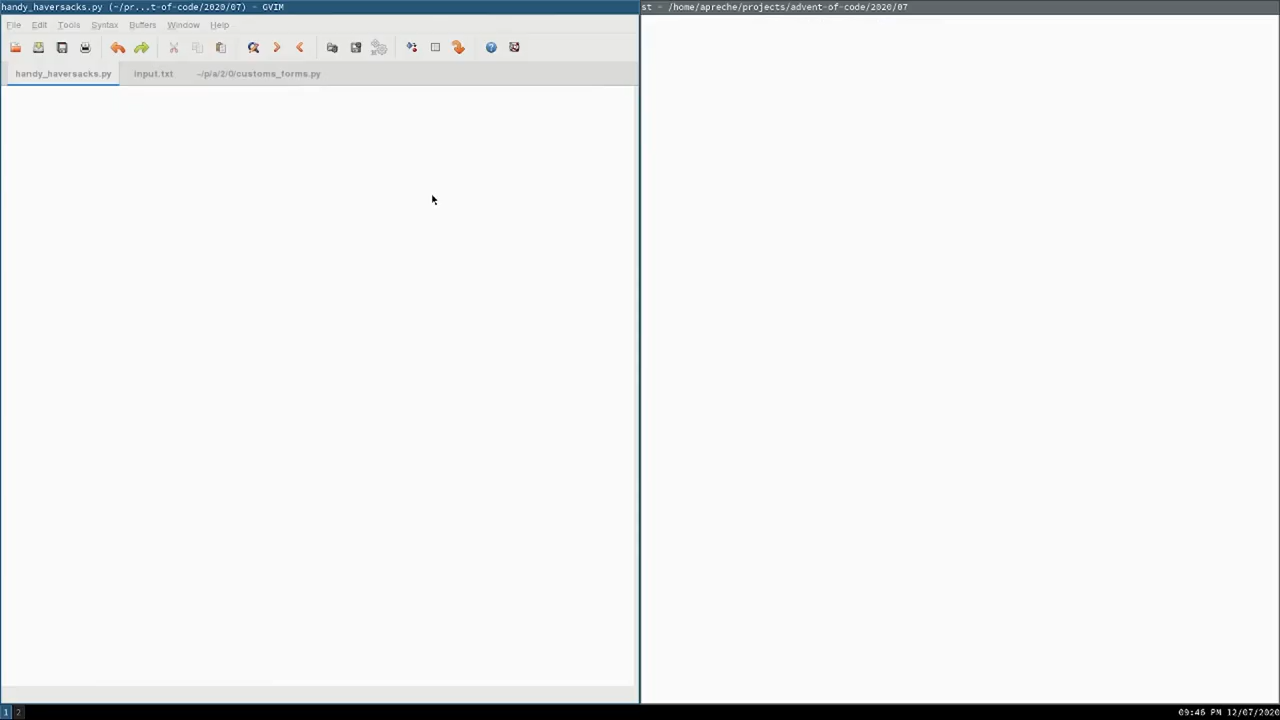 handy_haversacks.py (~/pr...t-of-code/2020/07) - GVIM
st - /home/apreche/projects/advent-of-code/2020/07
File Edit Tools Syntax Buffers Window Help
handy_haversacks.py input.txt ~/p/a/2/0/customs_forms.py
1 2
09:46 PM 12/07/2020